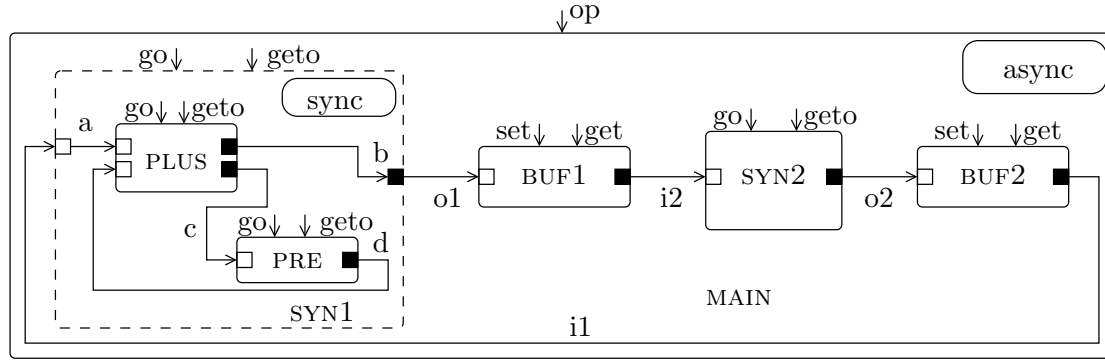 op
go geto
async
sync
go geto
a
PLUS
b
c
go geto
d
PRE
SYN1
set get
BUF1
o1
i2
go geto
SYN2
o2
set get
BUF2
MAIN
i1